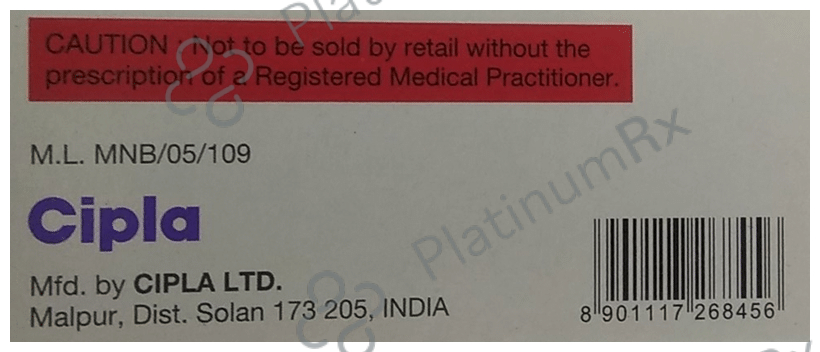 CAUTION : Not to be sold by retail without the
prescription of a Registered Medical Practitioner.
M.L. MNB/05/109
Cipla
Mfd. by CIPLA LTD.
Malpur, Dist. Solan 173 205, INDIA
8 901117 268456
PlatinumRx